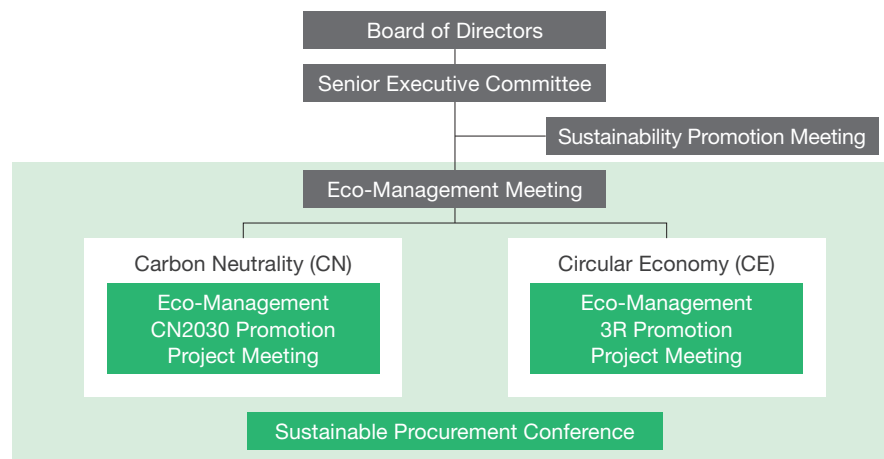 Board of Directors
Senior Executive Committee
Sustainability Promotion Meeting
Eco-Management Meeting
Carbon Neutrality (CN)
Eco-Management
CN2030 Promotion
Project Meeting
Circular Economy (CE)
Eco-Management
3R Promotion
Project Meeting
Sustainable Procurement Conference